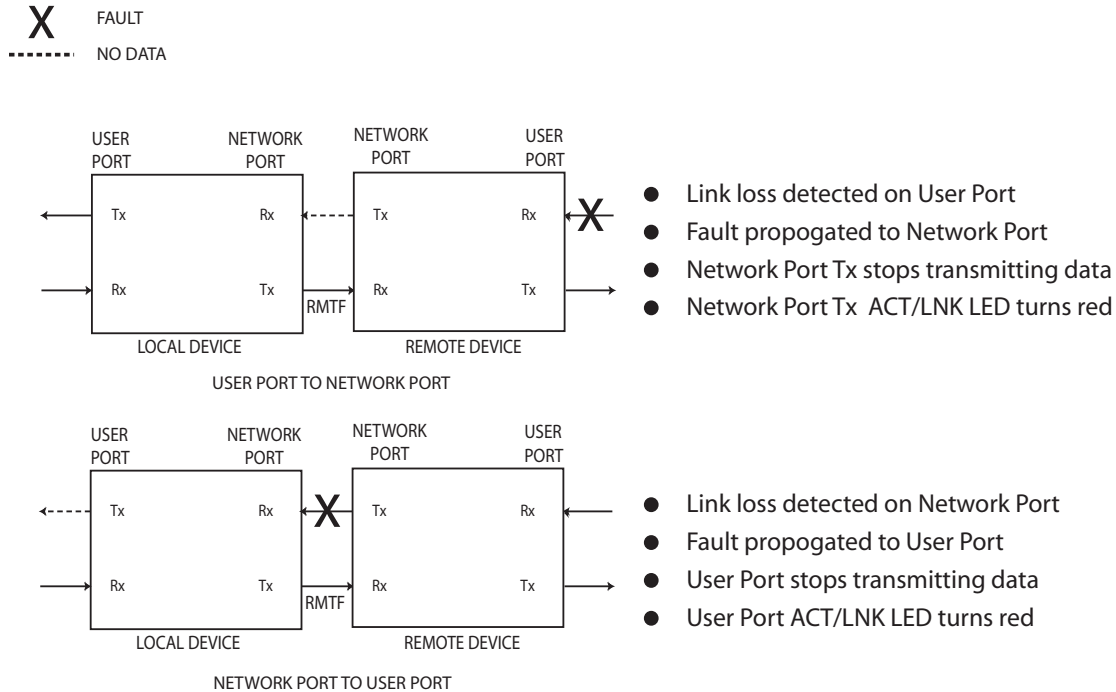 X FAULT
NO DATA
USER PORT
NETWORK PORT
NETWORK PORT
USER PORT
Tx Rx Tx Rx X
Rx Tx RMTF Rx Tx
LOCAL DEVICE REMOTE DEVICE
USER PORT TO NETWORK PORT
● Link loss detected on User Port
● Fault propogated to Network Port
● Network Port Tx stops transmitting data
● Network Port Tx ACT/LNK LED turns red
USER PORT
NETWORK PORT
NETWORK PORT
USER PORT
Tx Rx X Tx Rx
Rx Tx RMTF Rx Tx
LOCAL DEVICE REMOTE DEVICE
NETWORK PORT TO USER PORT
● Link loss detected on Network Port
● Fault propogated to User Port
● User Port stops transmitting data
● User Port ACT/LNK LED turns red